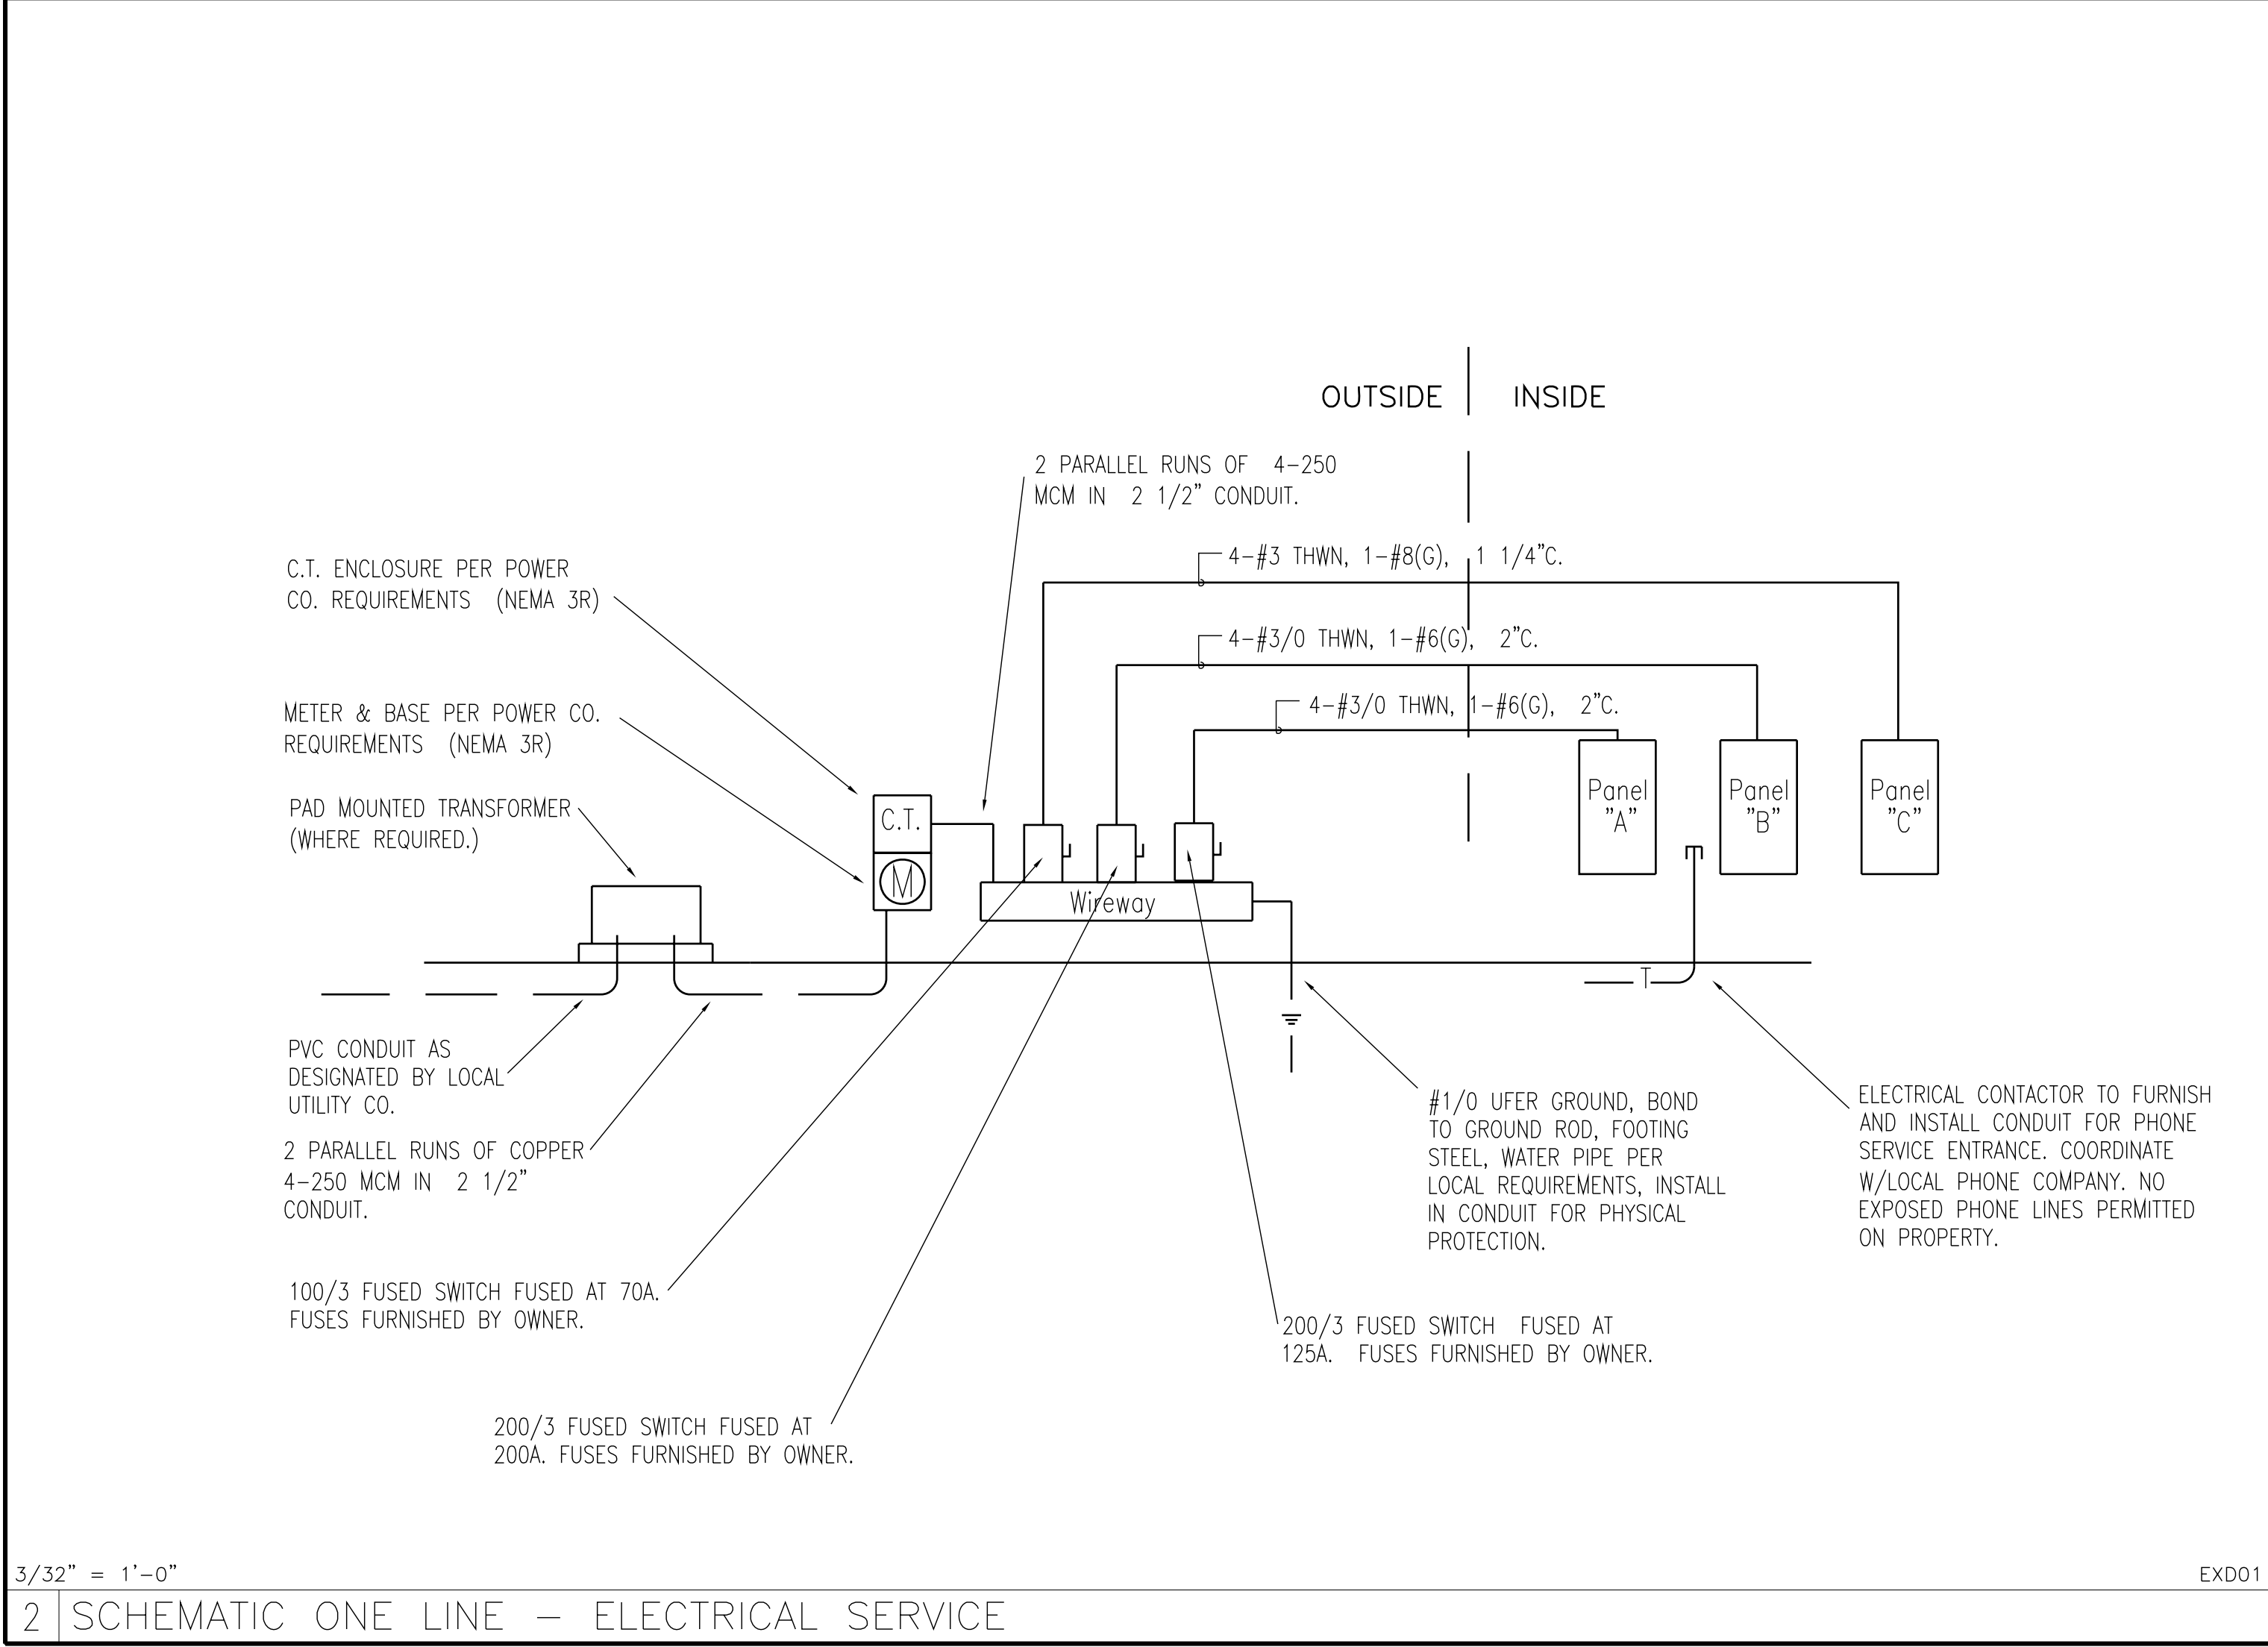 OUTSIDE
INSIDE
2 PARALLEL RUNS OF 4-250
MCM IN 2 1/2" CONDUIT.
4-#3 THWN, 1-#8(G), 1 1/4"C.
C.T. ENCLOSURE PER POWER
CO. REQUIREMENTS (NEMA 3R)
4-#3/0 THWN, 1-#6(G), 2"C.
4-#3/0 THWN, 1-#6(G), 2"C.
METER & BASE PER POWER CO.
REQUIREMENTS (NEMA 3R)
PAD MOUNTED TRANSFORMER
(WHERE REQUIRED.)
C.T.
M
Wireway
Panel
"A"
Panel
"B"
Panel
"C"
T
PVC CONDUIT AS
DESIGNATED BY LOCAL
UTILITY CO.
2 PARALLEL RUNS OF COPPER
4-250 MCM IN 2 1/2"
CONDUIT.
#1/0 UFER GROUND, BOND
TO GROUND ROD, FOOTING
STEEL, WATER PIPE PER
LOCAL REQUIREMENTS, INSTALL
IN CONDUIT FOR PHYSICAL
PROTECTION.
ELECTRICAL CONTACTOR TO FURNISH
AND INSTALL CONDUIT FOR PHONE
SERVICE ENTRANCE. COORDINATE
W/LOCAL PHONE COMPANY. NO
EXPOSED PHONE LINES PERMITTED
ON PROPERTY.
100/3 FUSED SWITCH FUSED AT 70A.
FUSES FURNISHED BY OWNER.
200/3 FUSED SWITCH FUSED AT
125A. FUSES FURNISHED BY OWNER.
200/3 FUSED SWITCH FUSED AT
200A. FUSES FURNISHED BY OWNER.
3/32" = 1'-0"
EXD01
2 SCHEMATIC ONE LINE - ELECTRICAL SERVICE